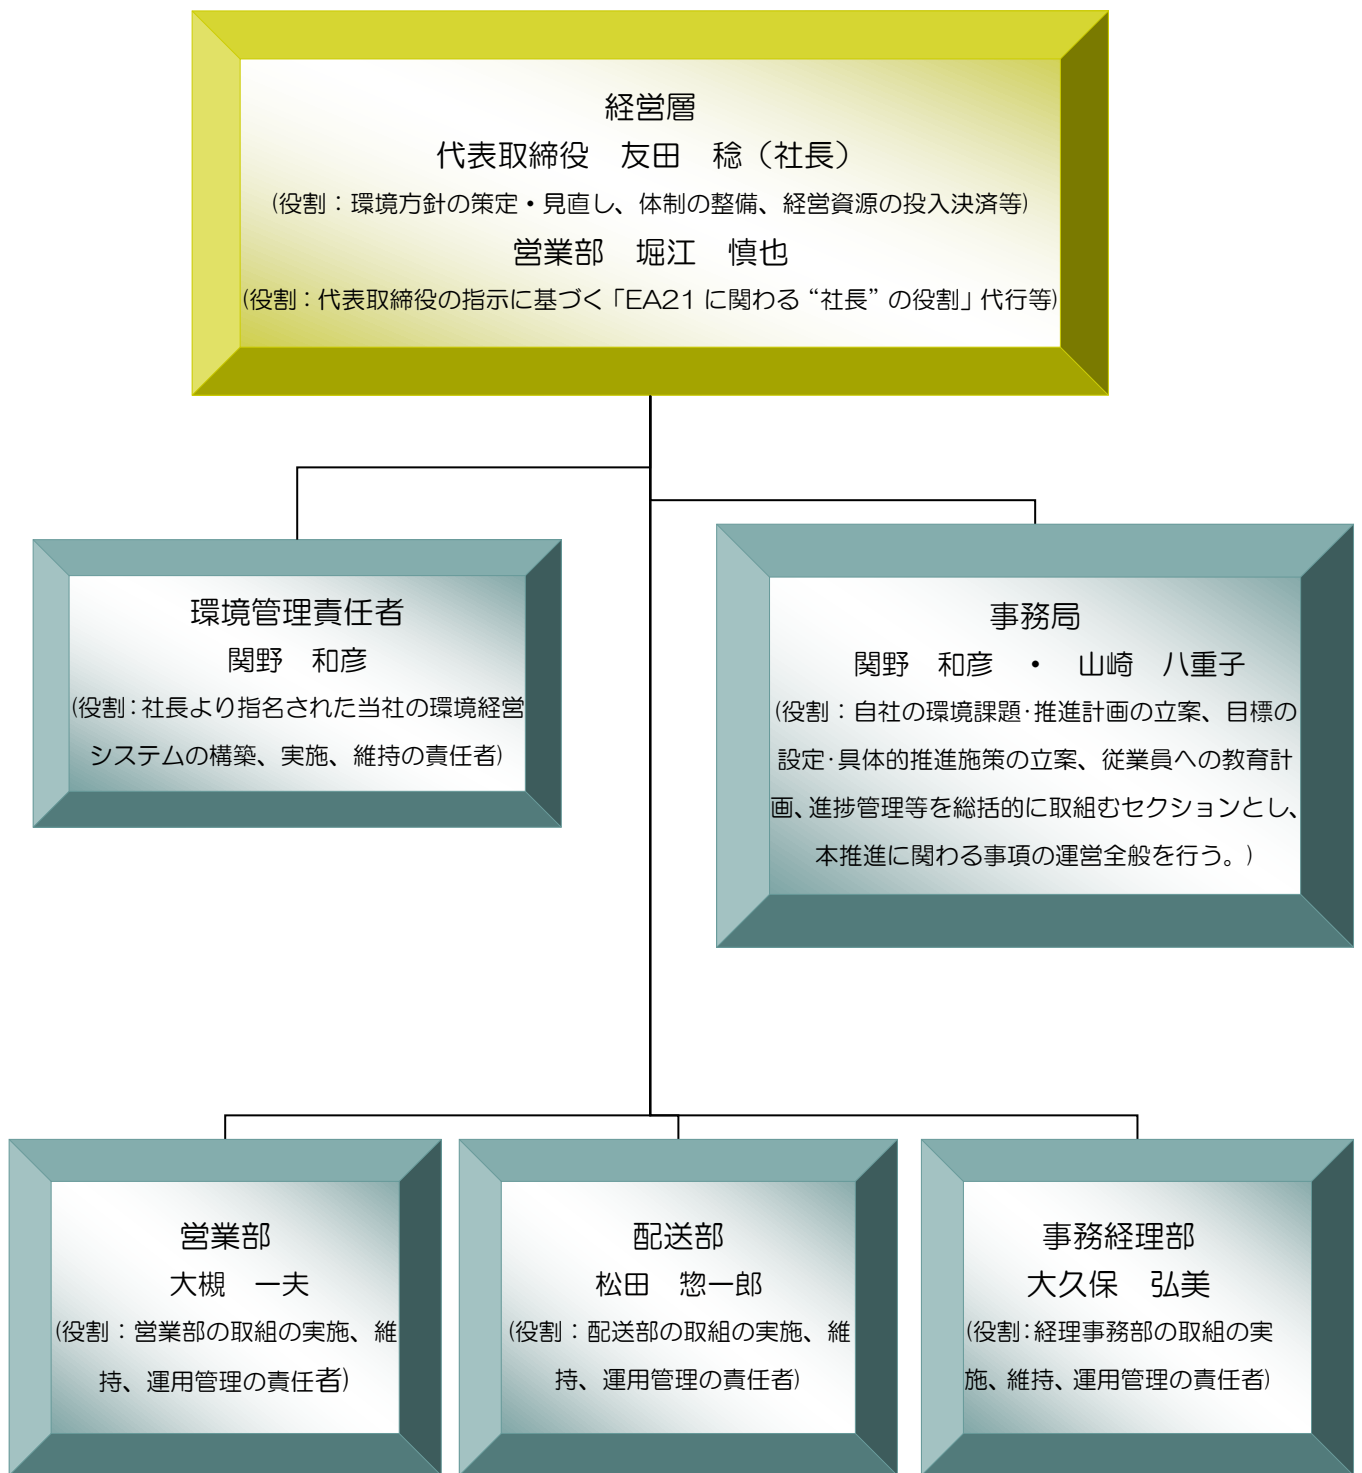 経営層
代表取締役　友田　稔（社長）
(役割：環境方針の策定・見直し、体制の整備、経営資源の投入決済等)
営業部　堀江　慎也
(役割：代表取締役の指示に基づく「EA21に関わる“社長”の役割」代行等)
環境管理責任者
関野　和彦
(役割：社長より指名された当社の環境経営
システムの構築、実施、維持の責任者)
事務局
関野　和彦　・　山崎　八重子
(役割：自社の環境課題・推進計画の立案、目標の
設定・具体的推進施策の立案、従業員への教育計
画、進捗管理等を総括的に取組むセクションとし、
本推進に関わる事項の運営全般を行う。)
営業部
大槻　一夫
(役割：営業部の取組の実施、維
持、運用管理の責任者)
配送部
松田　惣一郎
(役割：配送部の取組の実施、維
持、運用管理の責任者)
事務経理部
大久保　弘美
(役割：経理事務部の取組の実
施、維持、運用管理の責任者)